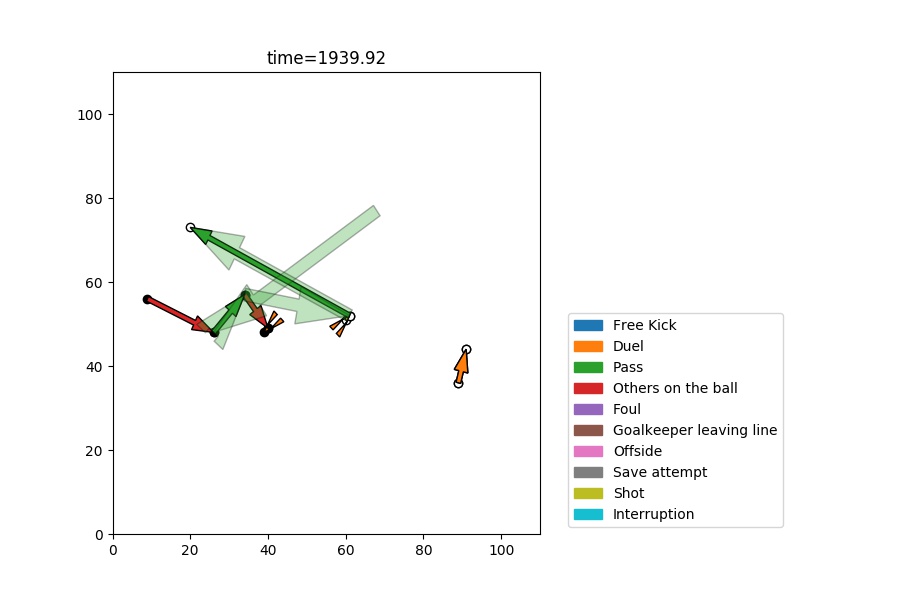 time=1939.92
100
80
60
40
20
0
0 20 40 60 80 100
Free Kick
Duel
Pass
Others on the ball
Foul
Goalkeeper leaving line
Offside
Save attempt
Shot
Interruption